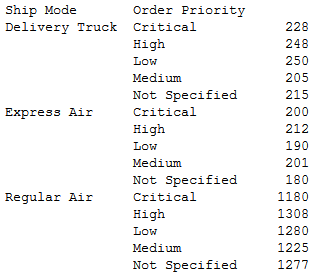 Ship Mode Order Priority
Delivery Truck Critical 228
High 248
Low 250
Medium 205
Not Specified 215
Express Air Critical 200
High 212
Low 190
Medium 201
Not Specified 180
Regular Air Critical 1180
High 1308
Low 1280
Medium 1225
Not Specified 1277